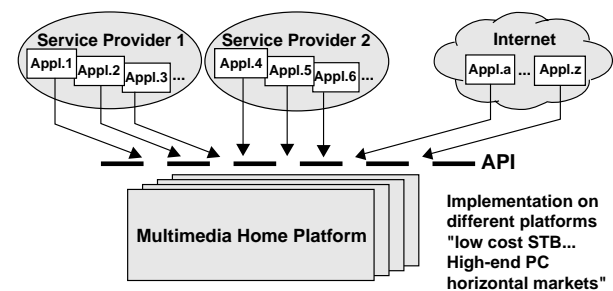 Service Provider 1
Appl.1
Appl.2
Appl.3
...
Service Provider 2
Appl.4
Appl.5
Appl.6
...
Internet
Appl.a
...
Appl.z
API
Multimedia Home Platform
Implementation on
different platforms
"low cost STB...
High-end PC
horizontal markets"